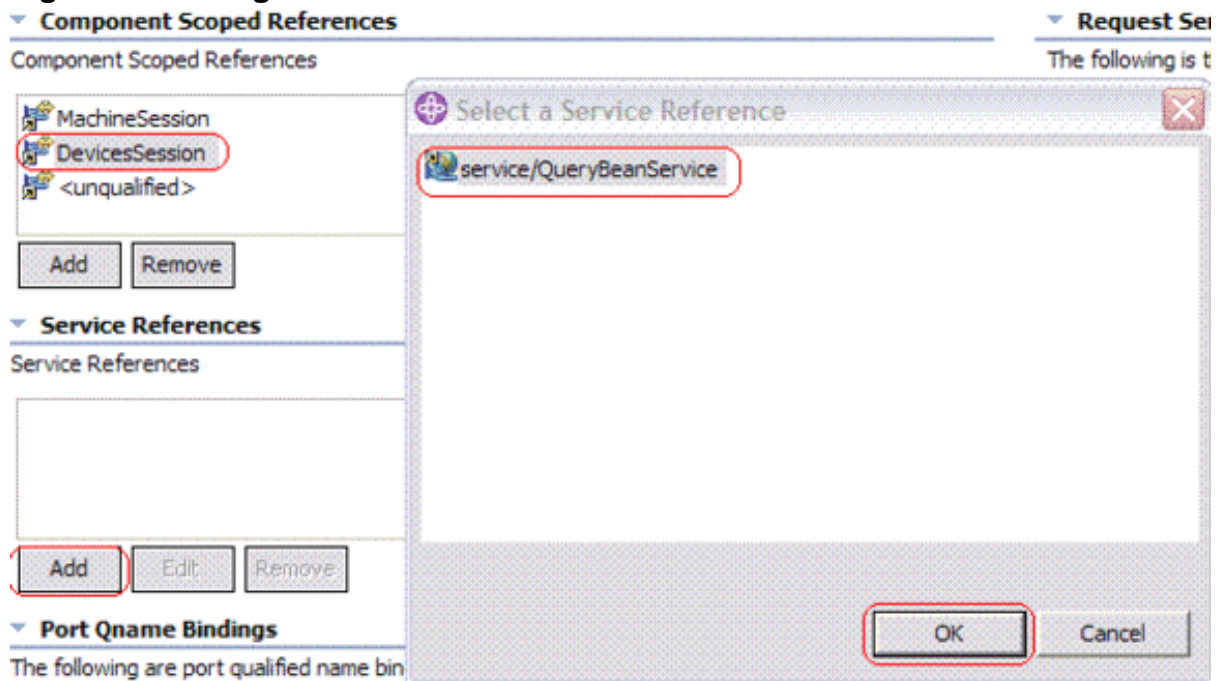 Component Scoped References
Request Ser
Component Scoped References
The following is t
MachineSession
DevicesSession
<unqualified>
Add Remove
Select a Service Reference
service/QueryBeanService
Service References
Service References
Add Edit Remove
Port Qname Bindings
The following are port qualified name bin
OK Cancel